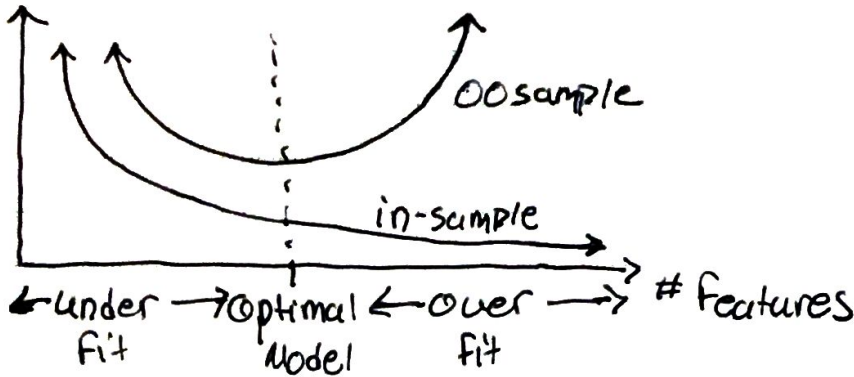 oosample
in-sample
# features
← under → optimal ← over →
fit model fit